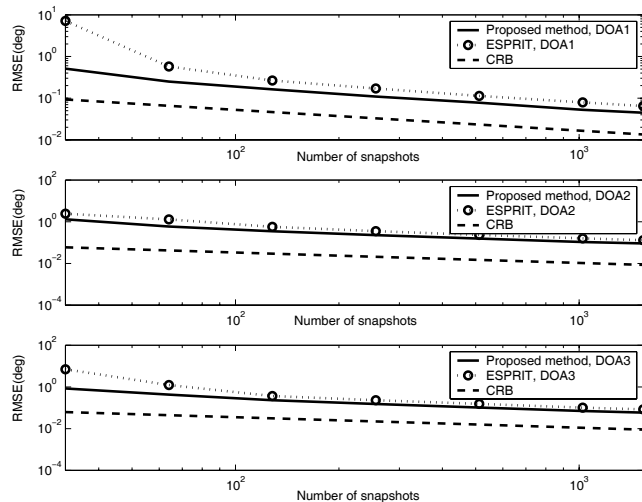 10^1
10^0
10^-1
10^-2
RMSE(deg)
Proposed method, DOA1
ESPRIT, DOA1
CRB
10^2
10^3
Number of snapshots
10^2
10^0
10^-2
10^-4
RMSE(deg)
Proposed method, DOA2
ESPRIT, DOA2
CRB
10^2
10^3
Number of snapshots
10^2
10^0
10^-2
10^-4
RMSE(deg)
Proposed method, DOA3
ESPRIT, DOA3
CRB
10^2
10^3
Number of snapshots